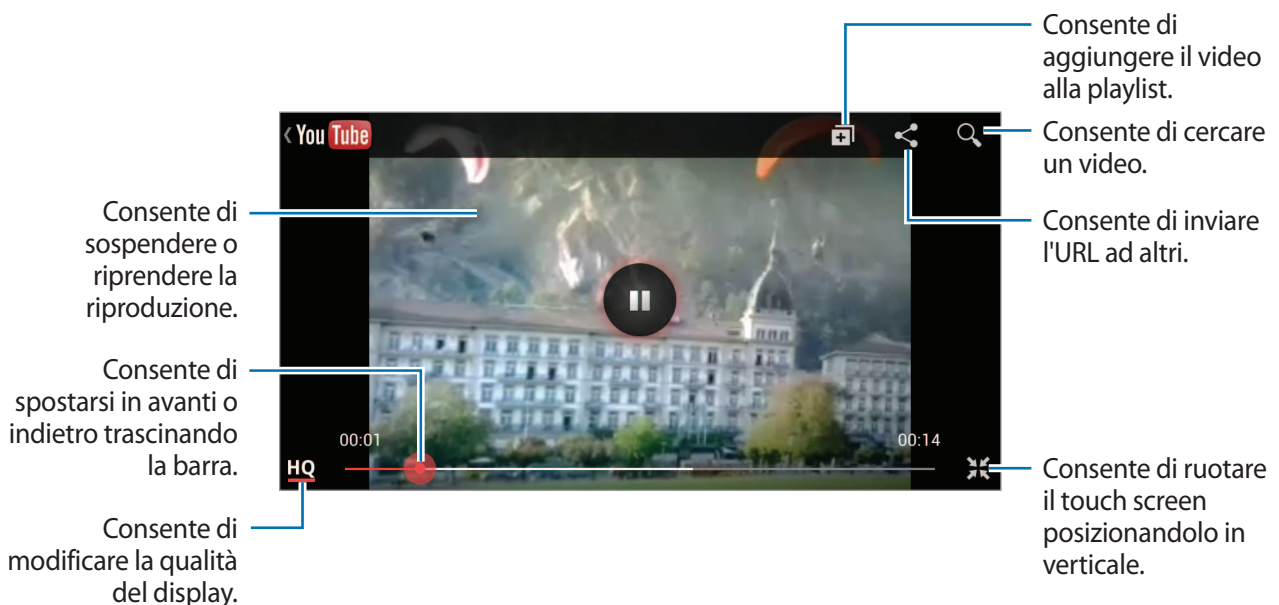 Consente di
aggiungere il video
alla playlist.
Consente di cercare
un video.
Consente di inviare
l'URL ad altri.
You Tube
Consente di
sospendere o
riprendere la
riproduzione.
Consente di
spostarsi in avanti o
indietro trascinando
la barra.
00:01
00:14
HQ
Consente di
modificare la qualità
del display.
Consente di ruotare
il touch screen
posizionandolo in
verticale.